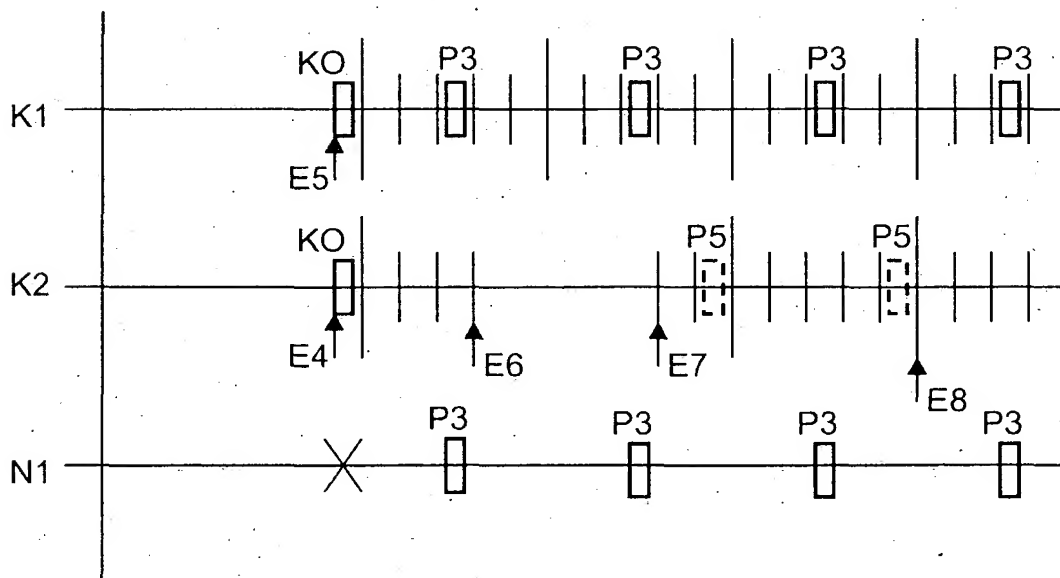 KO P3 P3 P3 P3
K1
E5
KO P5 P5
K2
E4 E6 E7 E8
P3 P3 P3 P3
N1